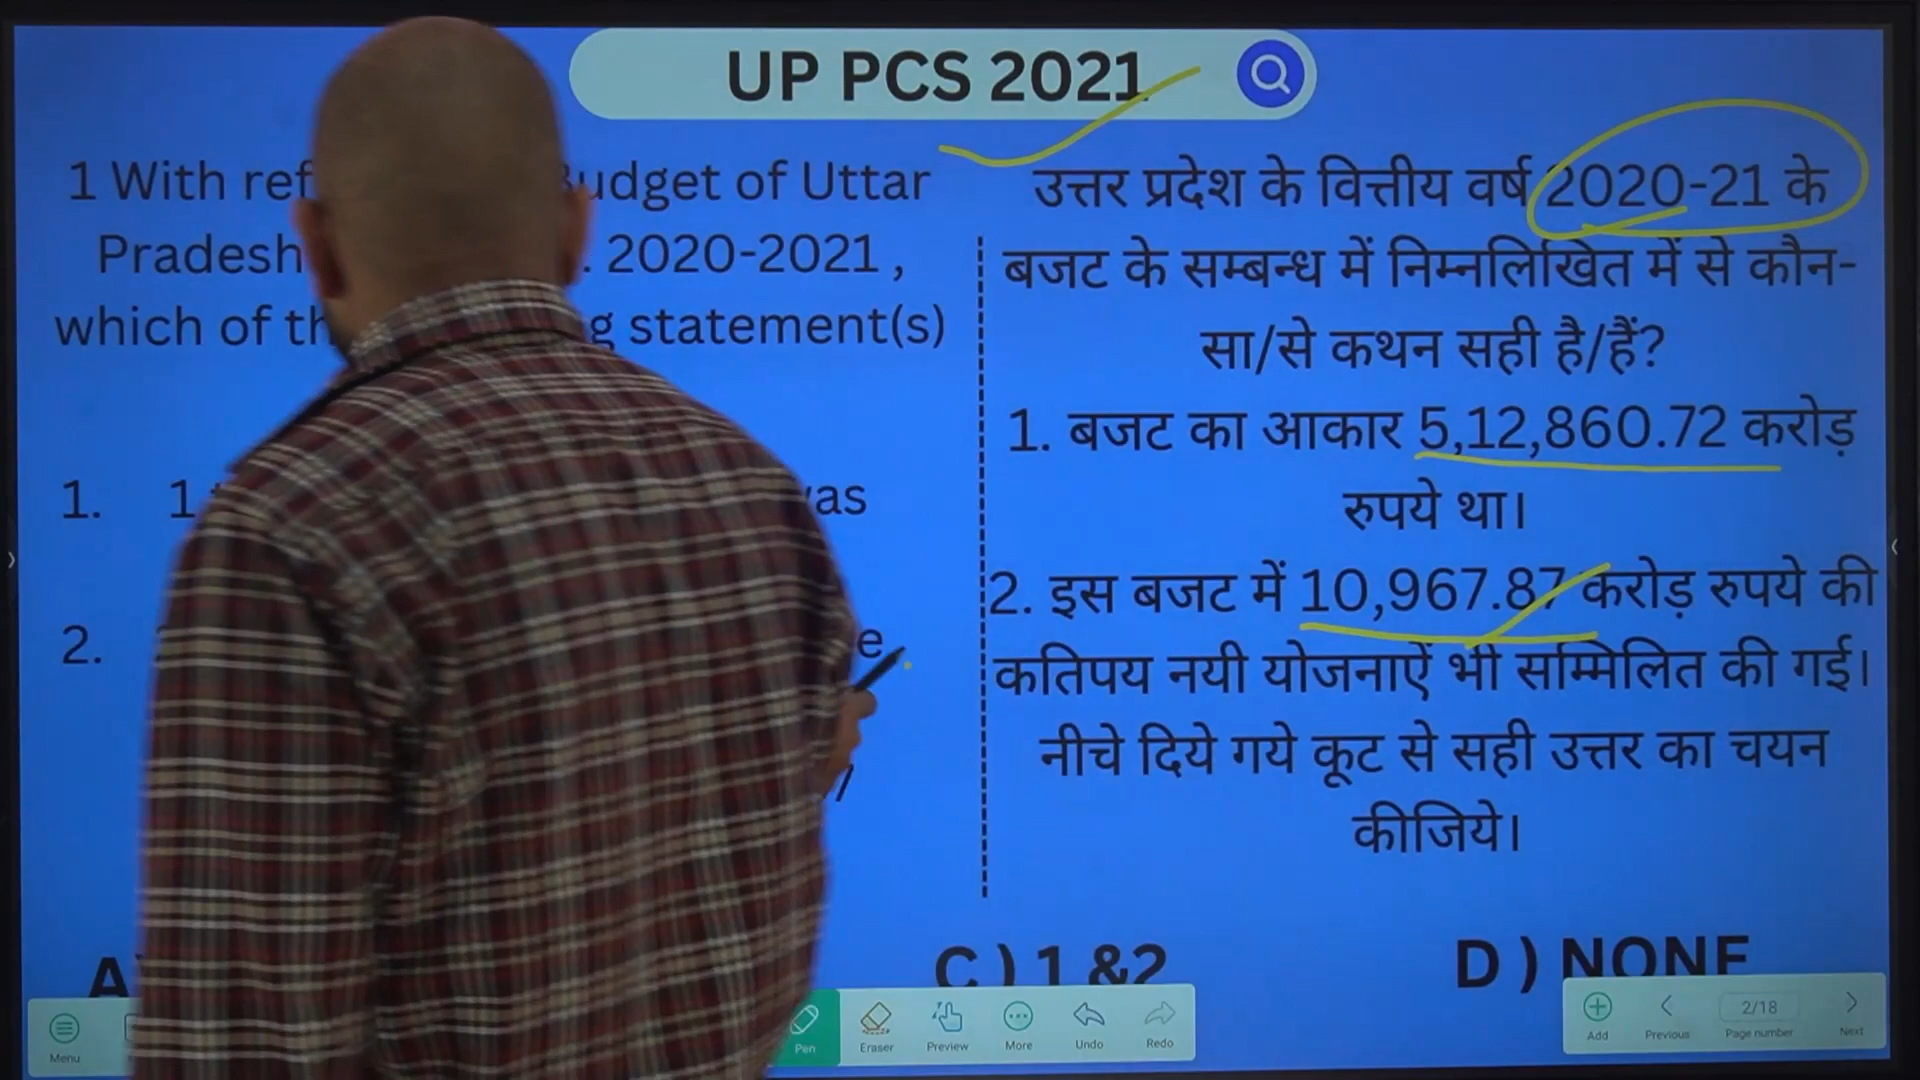 UP PCS 2021
1 With ref udget of Uttar
Pradesh . 2020-2021 ,
which of th g statement(s)
1. 1 as
2. e
A)
उत्तर प्रदेश के वित्तीय वर्ष 2020-21 के
बजट के सम्बन्ध में निम्नलिखित में से कौन-
सा/से कथन सही है/हैं?
1. बजट का आकार 5,12,860.72 करोड़
रुपये था।
2. इस बजट में 10,967.87 करोड़ रुपये की
कतिपय नयी योजनाऐं भी सम्मिलित की गई।
नीचे दिये गये कूट से सही उत्तर का चयन
कीजिये।
C ) 1 &2
D ) NONE
Menu
Pen
Eraser
Preview
More
Undo
Redo
Add
Previous
2/18
Page number
Next